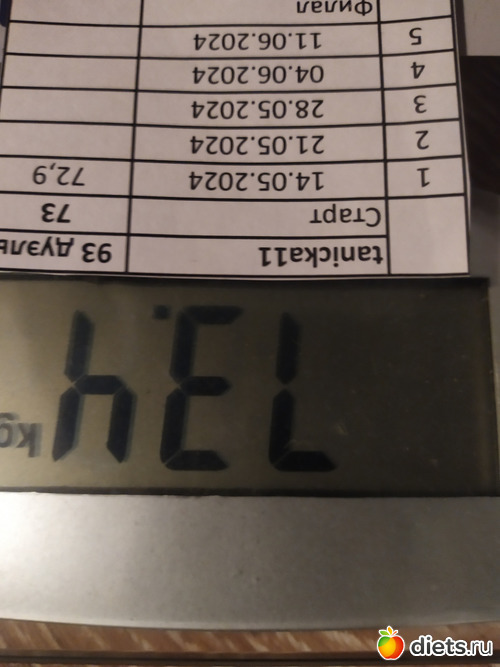 73.4 kg
tanicka11 93 дуэль
Старт 73
1 14.05.2024 72,9
2 21.05.2024
3 28.05.2024
4 04.06.2024
5 11.06.2024
Финал
diets.ru